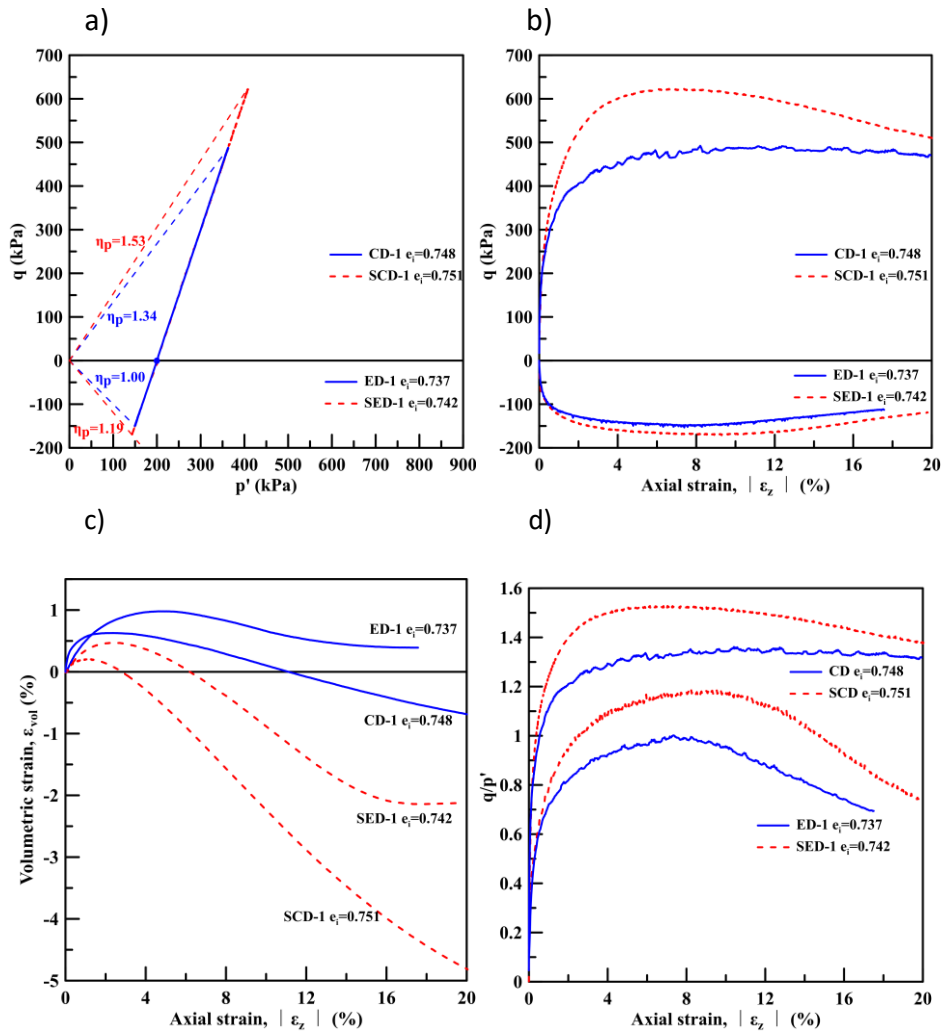 a)
700
600
500
400
300
200
100
0
-100
-200
q (kPa)
ηp=1.53
ηp=1.34
ηp=1.00
ηp=1.19
CD-1 ei=0.748
SCD-1 ei=0.751
ED-1 ei=0.737
SED-1 ei=0.742
0 100 200 300 400 500 600 700 800 900
p' (kPa)
b)
700
600
500
400
300
200
100
0
-100
-200
q (kPa)
CD-1 ei=0.748
SCD-1 ei=0.751
ED-1 ei=0.737
SED-1 ei=0.742
0 4 8 12 16 20
Axial strain, | εz | (%)
c)
1
0
-1
-2
-3
-4
-5
Volumetric strain, εvol (%)
ED-1 ei=0.737
CD-1 ei=0.748
SED-1 ei=0.742
SCD-1 ei=0.751
0 4 8 12 16 20
Axial strain, | εz | (%)
d)
1.6
1.4
1.2
1
0.8
0.6
0.4
0.2
0
q/p'
CD ei=0.748
SCD ei=0.751
ED-1 ei=0.737
SED-1 ei=0.742
0 4 8 12 16 20
Axial strain, | εz | (%)